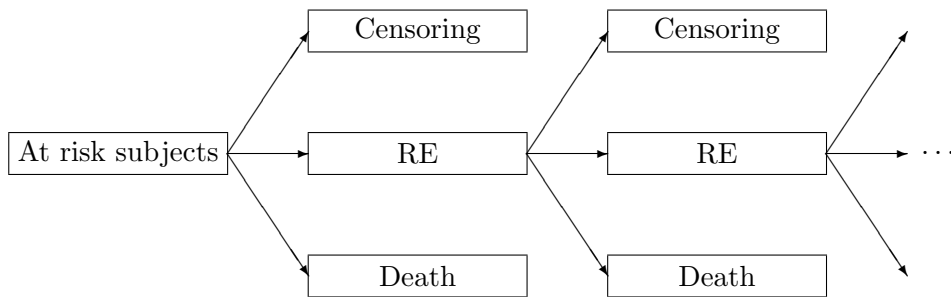 Censoring Censoring
At risk subjects RE RE ...
Death Death